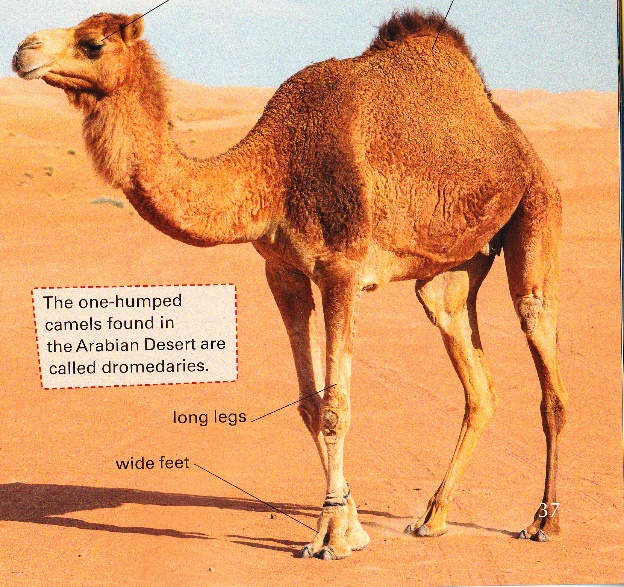 The one-humped
camels found in
the Arabian Desert are
called dromedaries.
long legs
wide feet
37